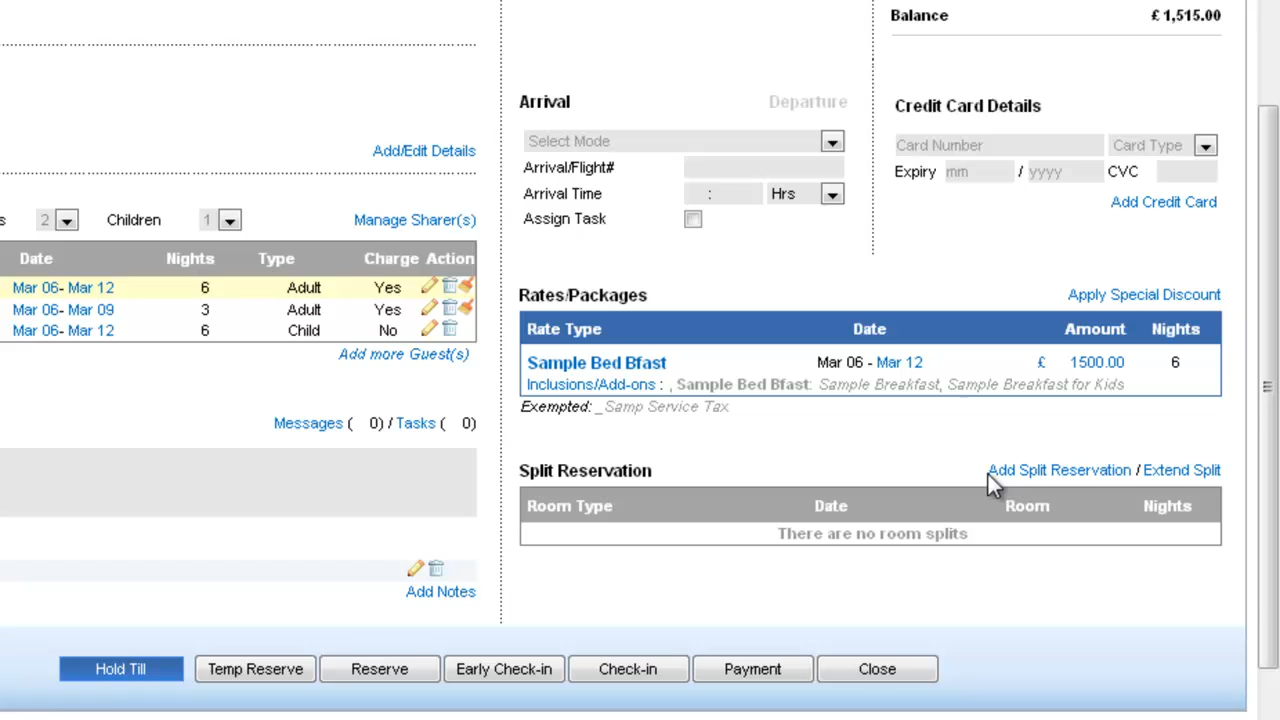 Balance £ 1,515.00
Arrival Departure
Credit Card Details
Select Mode
Card Number Card Type
Arrival/Flight#
Expiry mm / yyyy CVC
Arrival Time : Hrs
Add Credit Card
Assign Task
Add/Edit Details
s 2 Children 1 Manage Sharer(s)
Date Nights Type Charge Action
Mar 06- Mar 12 6 Adult Yes
Mar 06- Mar 09 3 Adult Yes
Mar 06- Mar 12 6 Child No
Add more Guest(s)
Rates/Packages Apply Special Discount
Rate Type Date Amount Nights
Sample Bed Bfast Mar 06 - Mar 12 £ 1500.00 6
Inclusions/Add-ons : , Sample Bed Bfast: Sample Breakfast, Sample Breakfast for Kids
Exempted: _Samp Service Tax
Messages ( 0) / Tasks ( 0)
Split Reservation Add Split Reservation / Extend Split
Room Type Date Room Nights
There are no room splits
Add Notes
Hold Till Temp Reserve Reserve Early Check-in Check-in Payment Close